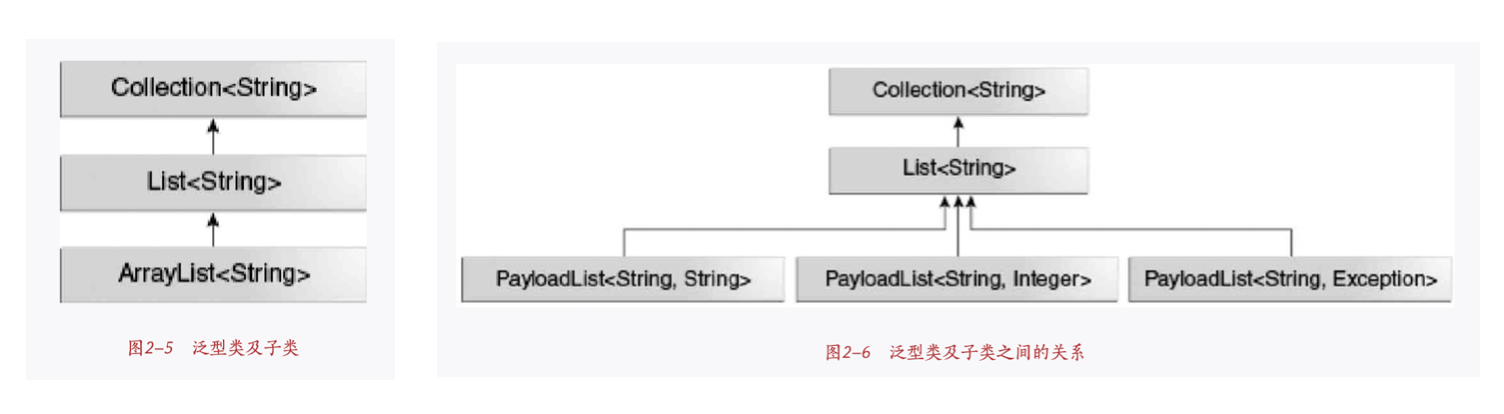 Collection<String>
List<String>
ArrayList<String>
图2-5 泛型类及子类
Collection<String>
List<String>
PayloadList<String, String>
PayloadList<String, Integer>
PayloadList<String, Exception>
图2-6 泛型类及子类之间的关系